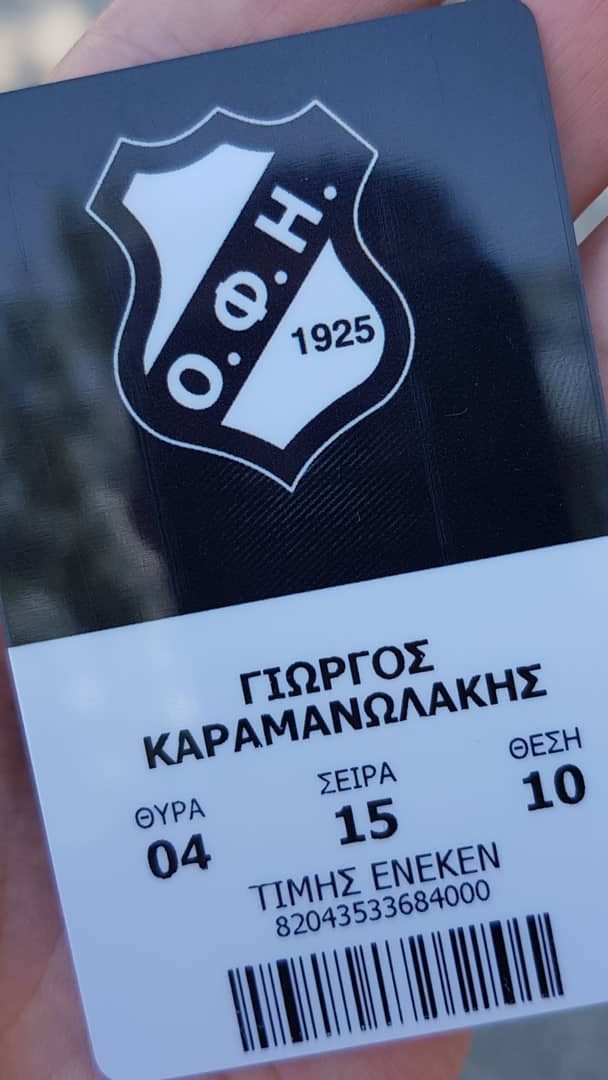 Ο.Φ.Η.
1925
ΓΙΩΡΓΟΣ
ΚΑΡΑΜΑΝΩΛΑΚΗΣ
ΘΥΡΑ ΣΕΙΡΑ ΘΕΣΗ
04 15 10
ΤΙΜΗΣ ΕΝΕΚΕΝ
82043533684000